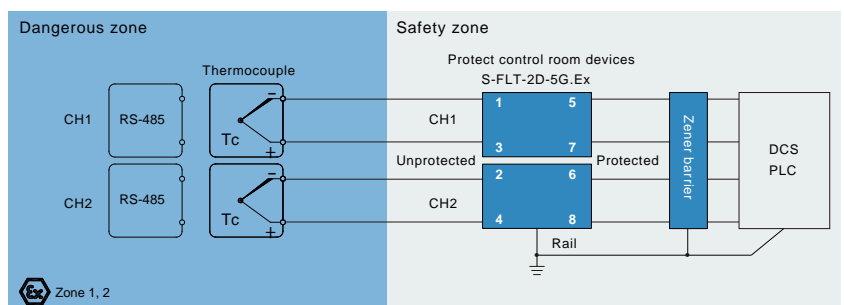 Dangerous zone
Safety zone
Thermocouple
Protect control room devices
S-FLT-2D-5G.Ex
CH1
RS-485
Tc
−
+
CH1
1
5
3
7
Unprotected
Protected
Zener barrier
DCS
PLC
CH2
RS-485
Tc
−
+
CH2
2
6
4
8
Rail
Ex
Zone 1, 2